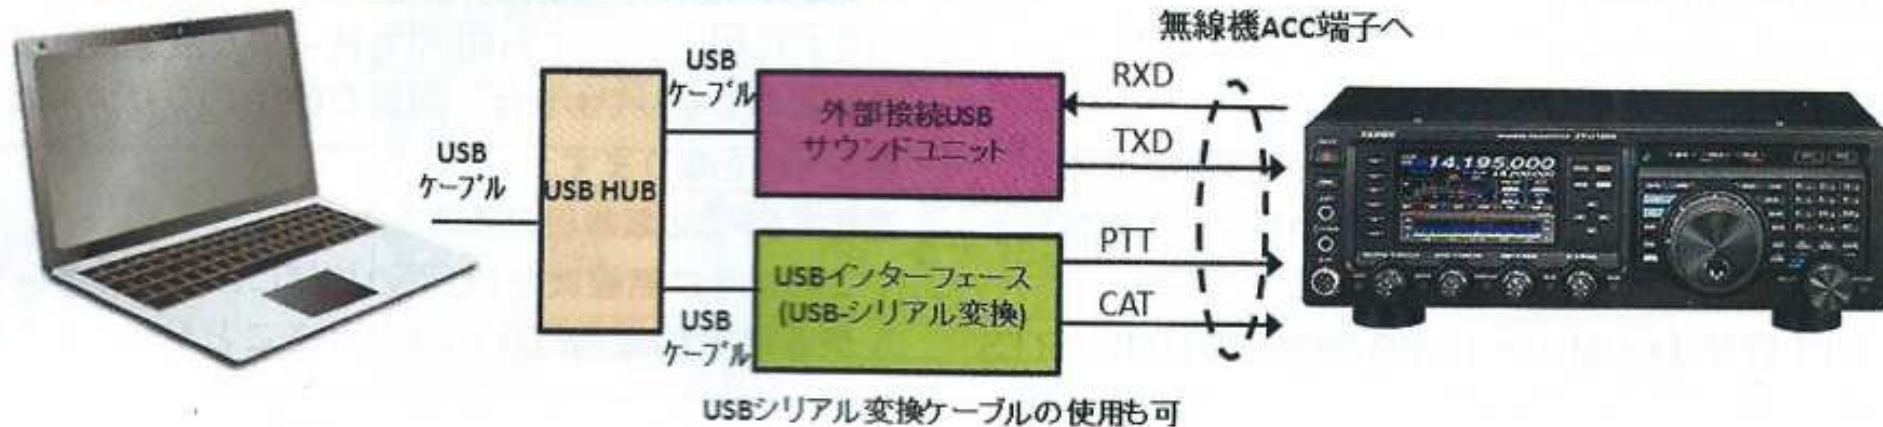 無線機ACC端子へ
USB
ケーブル
USB
ケーブル
USB HUB
外部接続USB
サウンドユニット
RXD
TXD
USBインターフェース
(USB-シリアル変換)
USB
ケーブル
PTT
CAT
USBシリアル変換ケーブルの使用も可
YAESU
14.195.000